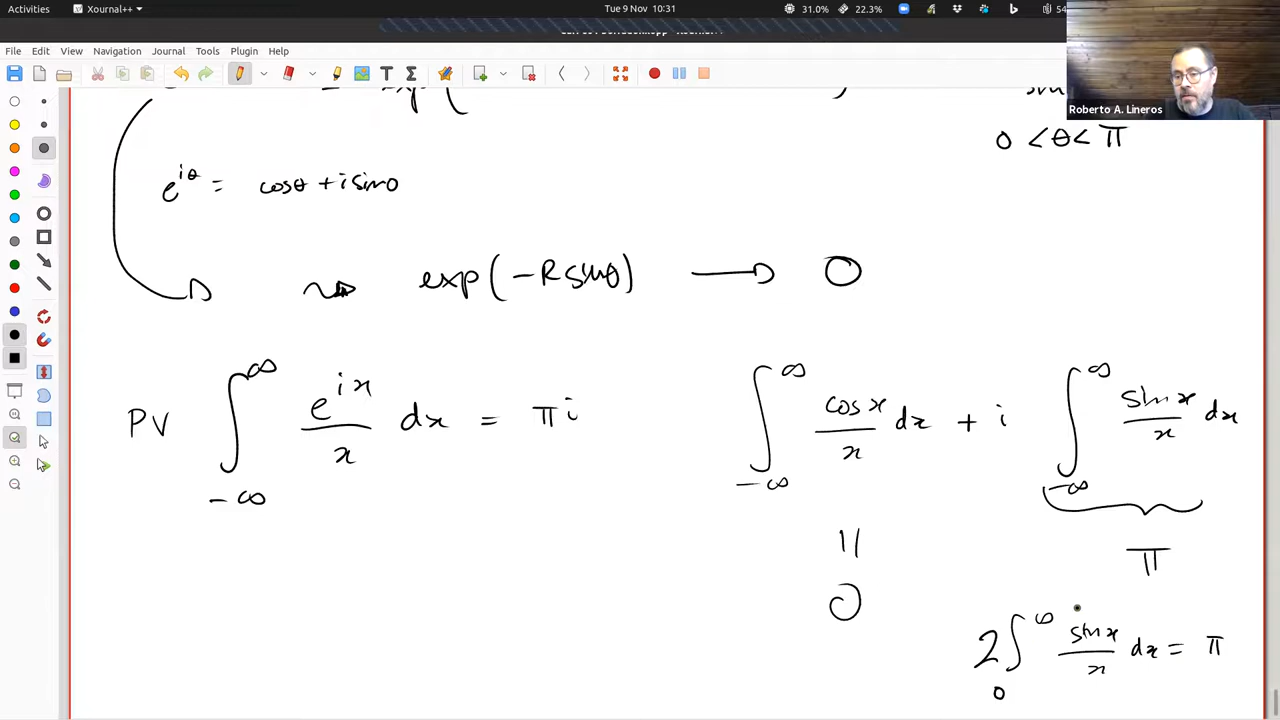 Activities Xournal++ Tue 9 Nov 10:31 31.0% 22.3%
File Edit View Navigation Journal Tools Plugin Help
Roberto A. Lineros
0 < θ < π
e^{iθ} = cosθ + i sinθ
exp(-R sinθ) → 0
PV ∫_{-∞}^{∞} e^{ix}/x dx = πi
∫_{-∞}^{∞} cos x/x dx + i ∫_{-∞}^{∞} sin x/x dx
||
0
π
2∫_{0}^{∞} sin x/x dx = π